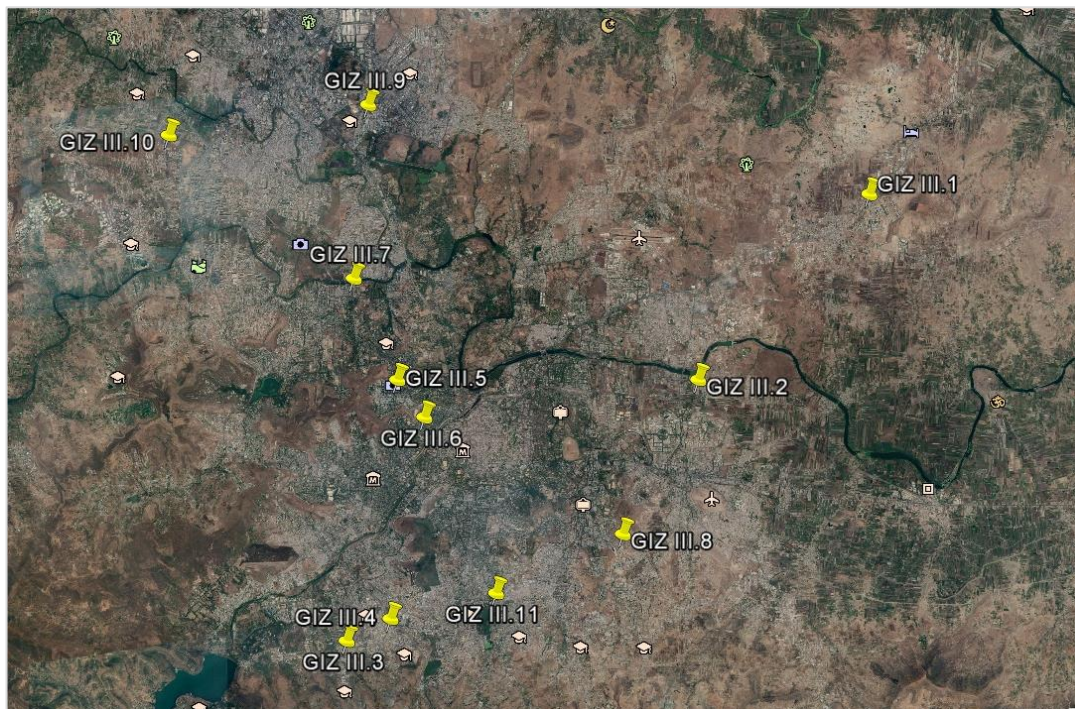 GIZ III.9
GIZ III.10
GIZ III.1
GIZ III.7
GIZ III.5
GIZ III.2
GIZ III.6
GIZ III.8
GIZ III.4
GIZ III.11
GIZ III.3